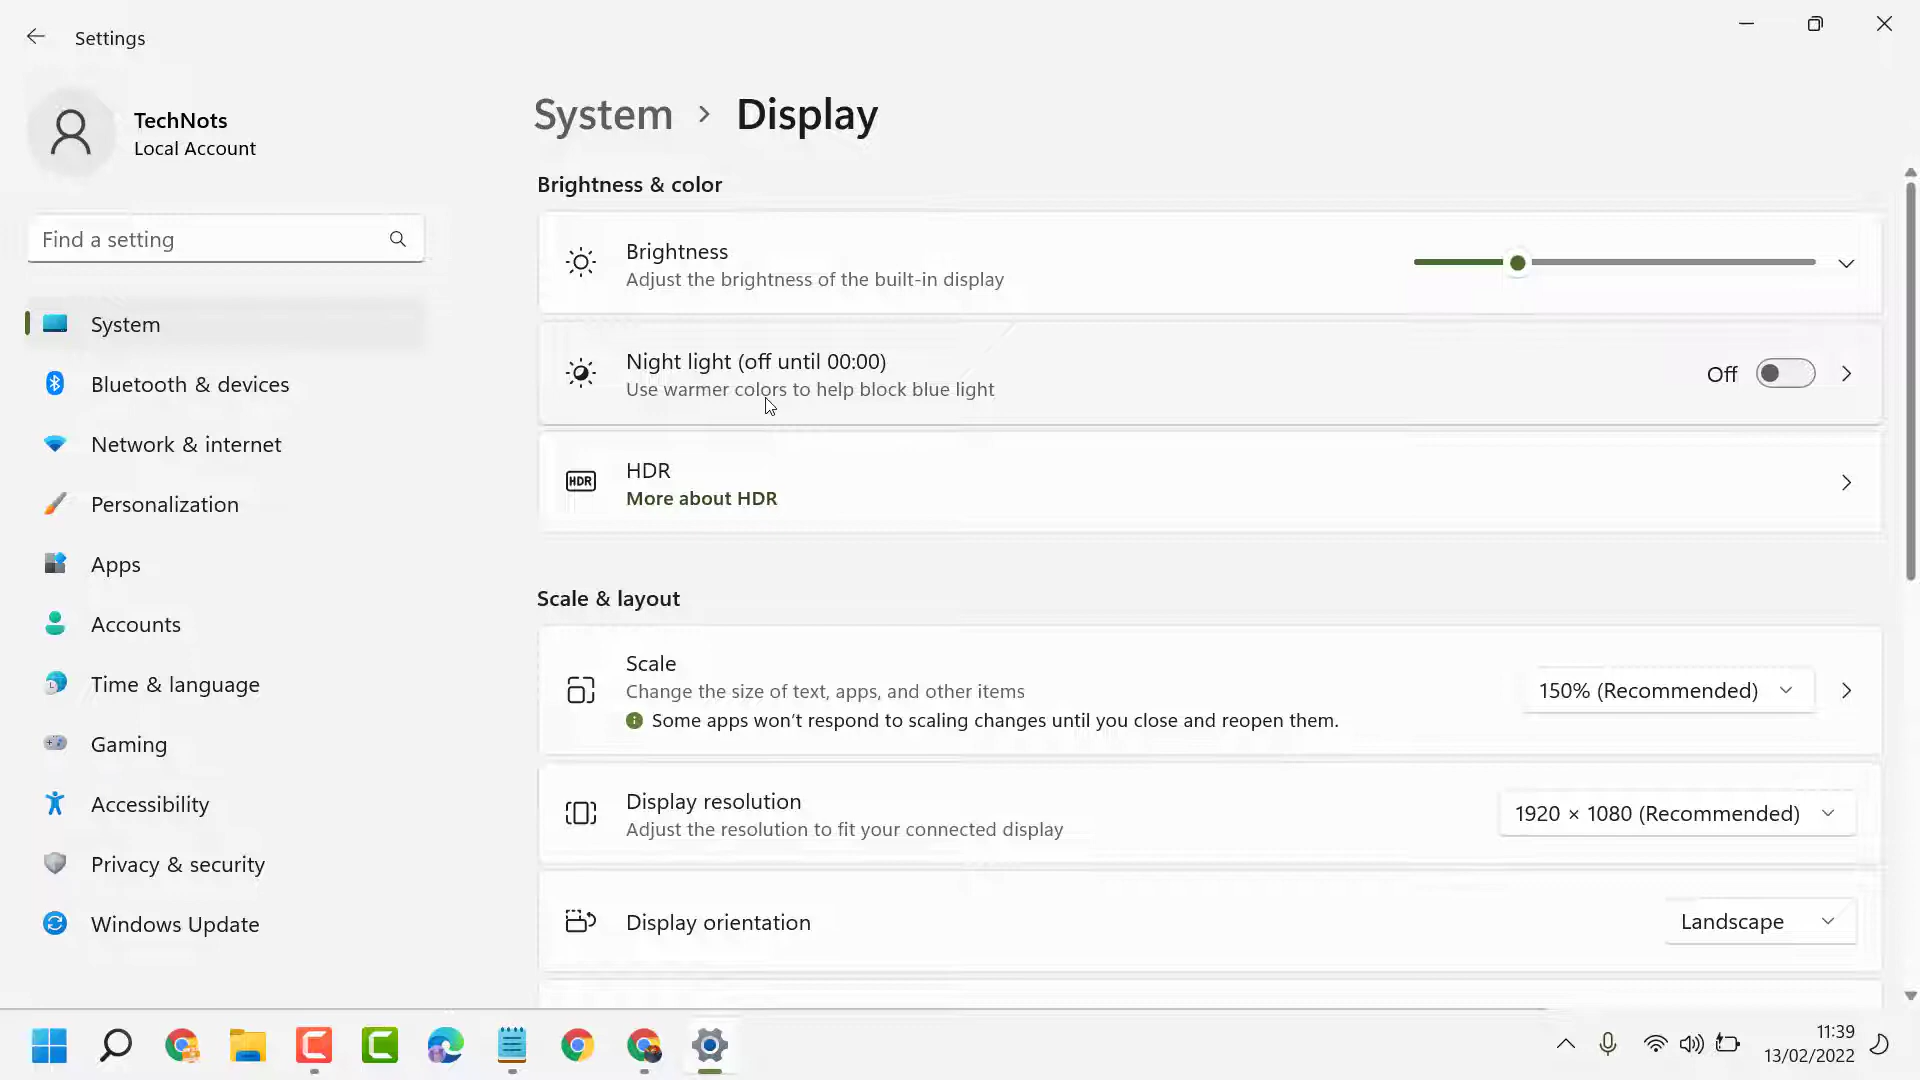 Settings
TechNots
Local Account
Find a setting
System
Bluetooth & devices
Network & internet
Personalization
Apps
Accounts
Time & language
Gaming
Accessibility
Privacy & security
Windows Update
System > Display
Brightness & color
Brightness
Adjust the brightness of the built-in display
Night light (off until 00:00)
Use warmer colors to help block blue light
Off
HDR
HDR
More about HDR
Scale & layout
Scale
Change the size of text, apps, and other items
Some apps won't respond to scaling changes until you close and reopen them.
150% (Recommended)
Display resolution
Adjust the resolution to fit your connected display
1920 × 1080 (Recommended)
Display orientation
Landscape
11:39
13/02/2022